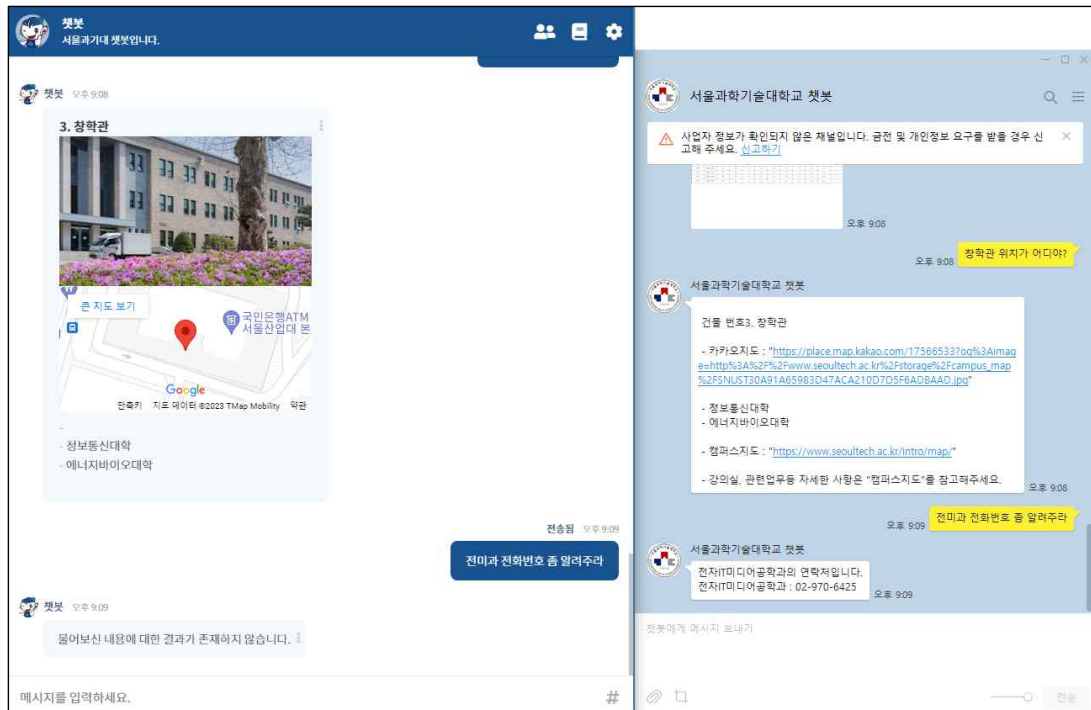 챗봇
서울과기대 챗봇입니다.
챗봇 오후 9:08
3. 창학관
큰 지도 보기
국민은행ATM
서울산업대 본
Google
단축키 지도 데이터 ©2023 TMap Mobility 약관
-
- 정보통신대학
- 에너지바이오대학
전송됨 오후 9:09
전미과 전화번호 좀 알려주라
챗봇 오후 9:09
물어보신 내용에 대한 결과가 존재하지 않습니다.
메시지를 입력하세요.
서울과학기술대학교 챗봇
사업자 정보가 확인되지 않은 채널입니다. 금전 및 개인정보 요구를 받을 경우 신
고해 주세요. 신고하기
오후 9:08
창학관 위치가 어디야?
오후 9:08
서울과학기술대학교 챗봇
건물 번호3. 창학관
- 카카오지도 : "https://place.map.kakao.com/17566533?og%3Aimag
e=http%3A%2F%2Fwww.seoultech.ac.kr%2Fstorage%2Fcampus_map
%2FSNUST30A91A65983D47ACA210D7D5F6ADBAAD.jpg"
- 정보통신대학
- 에너지바이오대학
- 캠퍼스지도 : "https://www.seoultech.ac.kr/intro/map/"
- 강의실, 관련업무등 자세한 사항은 "캠퍼스지도"를 참고해주세요.
오후 9:08
전미과 전화번호 좀 알려주라
오후 9:09
서울과학기술대학교 챗봇
전자IT미디어공학과의 연락처입니다.
전자IT미디어공학과 : 02-970-6425
오후 9:09
챗봇에게 메시지 보내기
전송